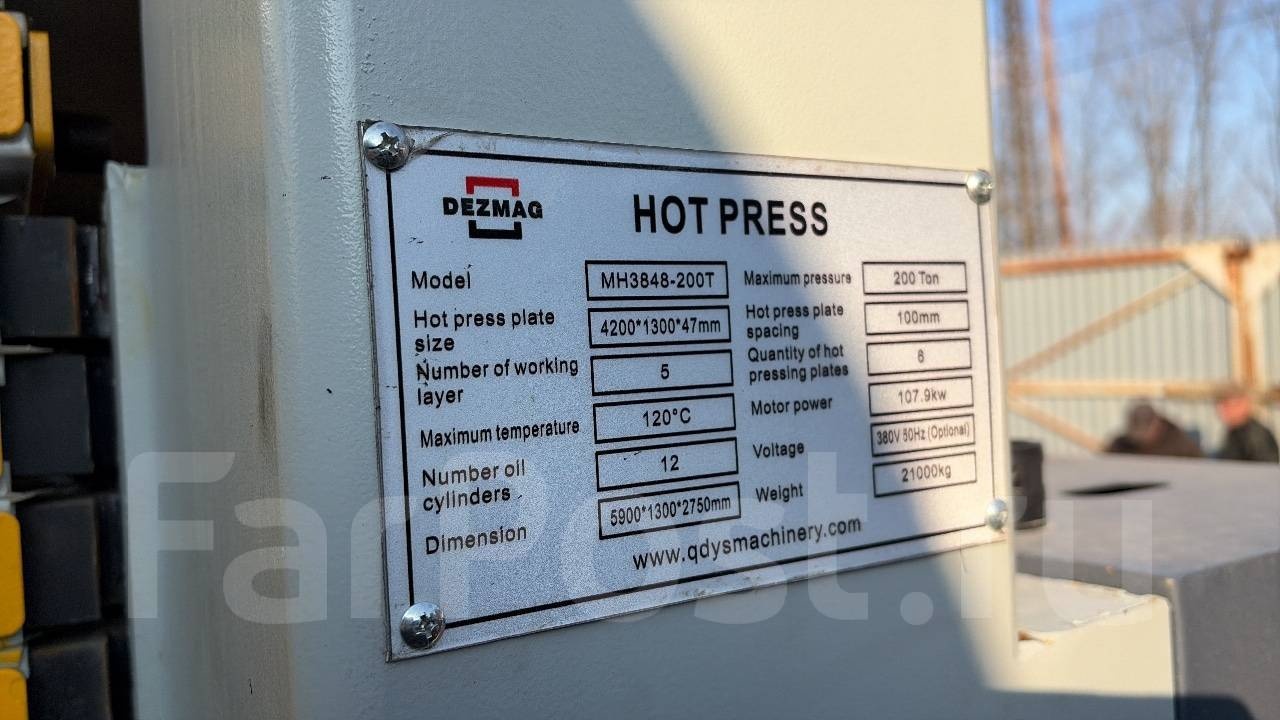 DEZMAG
HOT PRESS
Model MH3848-200T
Hot press plate size 4200*1300*47mm
Number of working layer 5
Maximum temperature 120°C
Number oil cylinders 12
Dimension 5900*1300*2750mm
Maximum pressure 200 Ton
Hot press plate spacing 100mm
Quantity of hot pressing plates 6
Motor power 107.9kw
Voltage 380V 50Hz (Optional)
Weight 21000kg
www.qdysmachinery.com
FarPost.ru